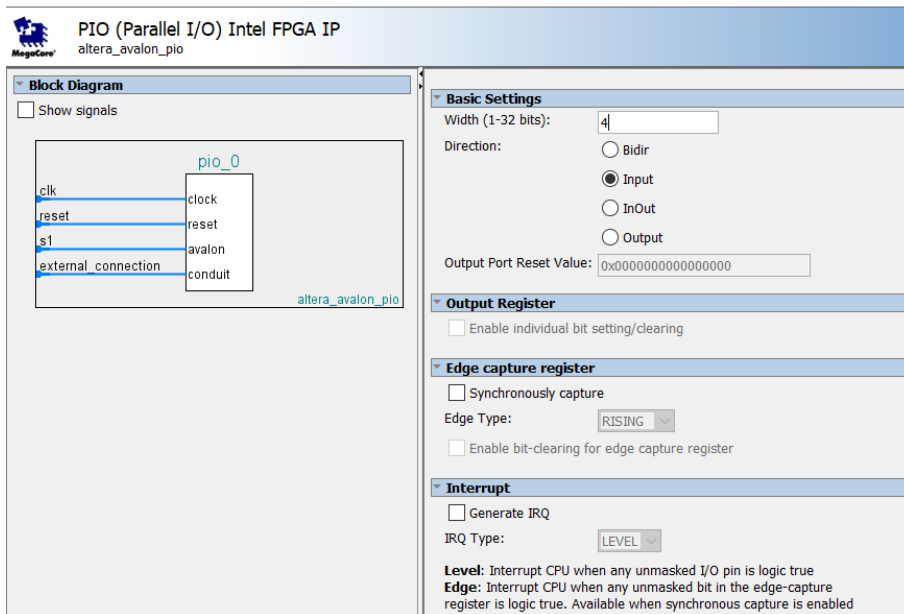 PIO (Parallel I/O) Intel FPGA IP
altera_avalon_pio
MegaCore'
Block Diagram
Show signals
pio_0
clk
clock
reset
reset
s1
avalon
external_connection
conduit
altera_avalon_pio
Basic Settings
Width (1-32 bits): 4
Direction:
Bidir
Input
InOut
Output
Output Port Reset Value: 0x0000000000000000
Output Register
Enable individual bit setting/clearing
Edge capture register
Synchronously capture
Edge Type: RISING
Enable bit-clearing for edge capture register
Interrupt
Generate IRQ
IRQ Type: LEVEL
Level: Interrupt CPU when any unmasked I/O pin is logic true
Edge: Interrupt CPU when any unmasked bit in the edge-capture
register is logic true. Available when synchronous capture is enabled